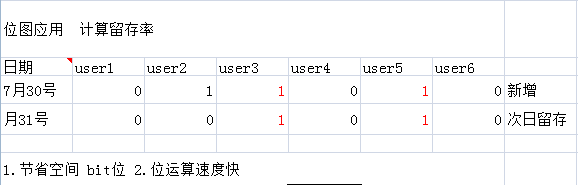 位图应用 计算留存率
日期 user1 user2 user3 user4 user5 user6
7月30号 0 1 1 0 1 0 新增
月31号 0 0 1 0 1 0 次日留存
1.节省空间 bit位 2.位运算速度快